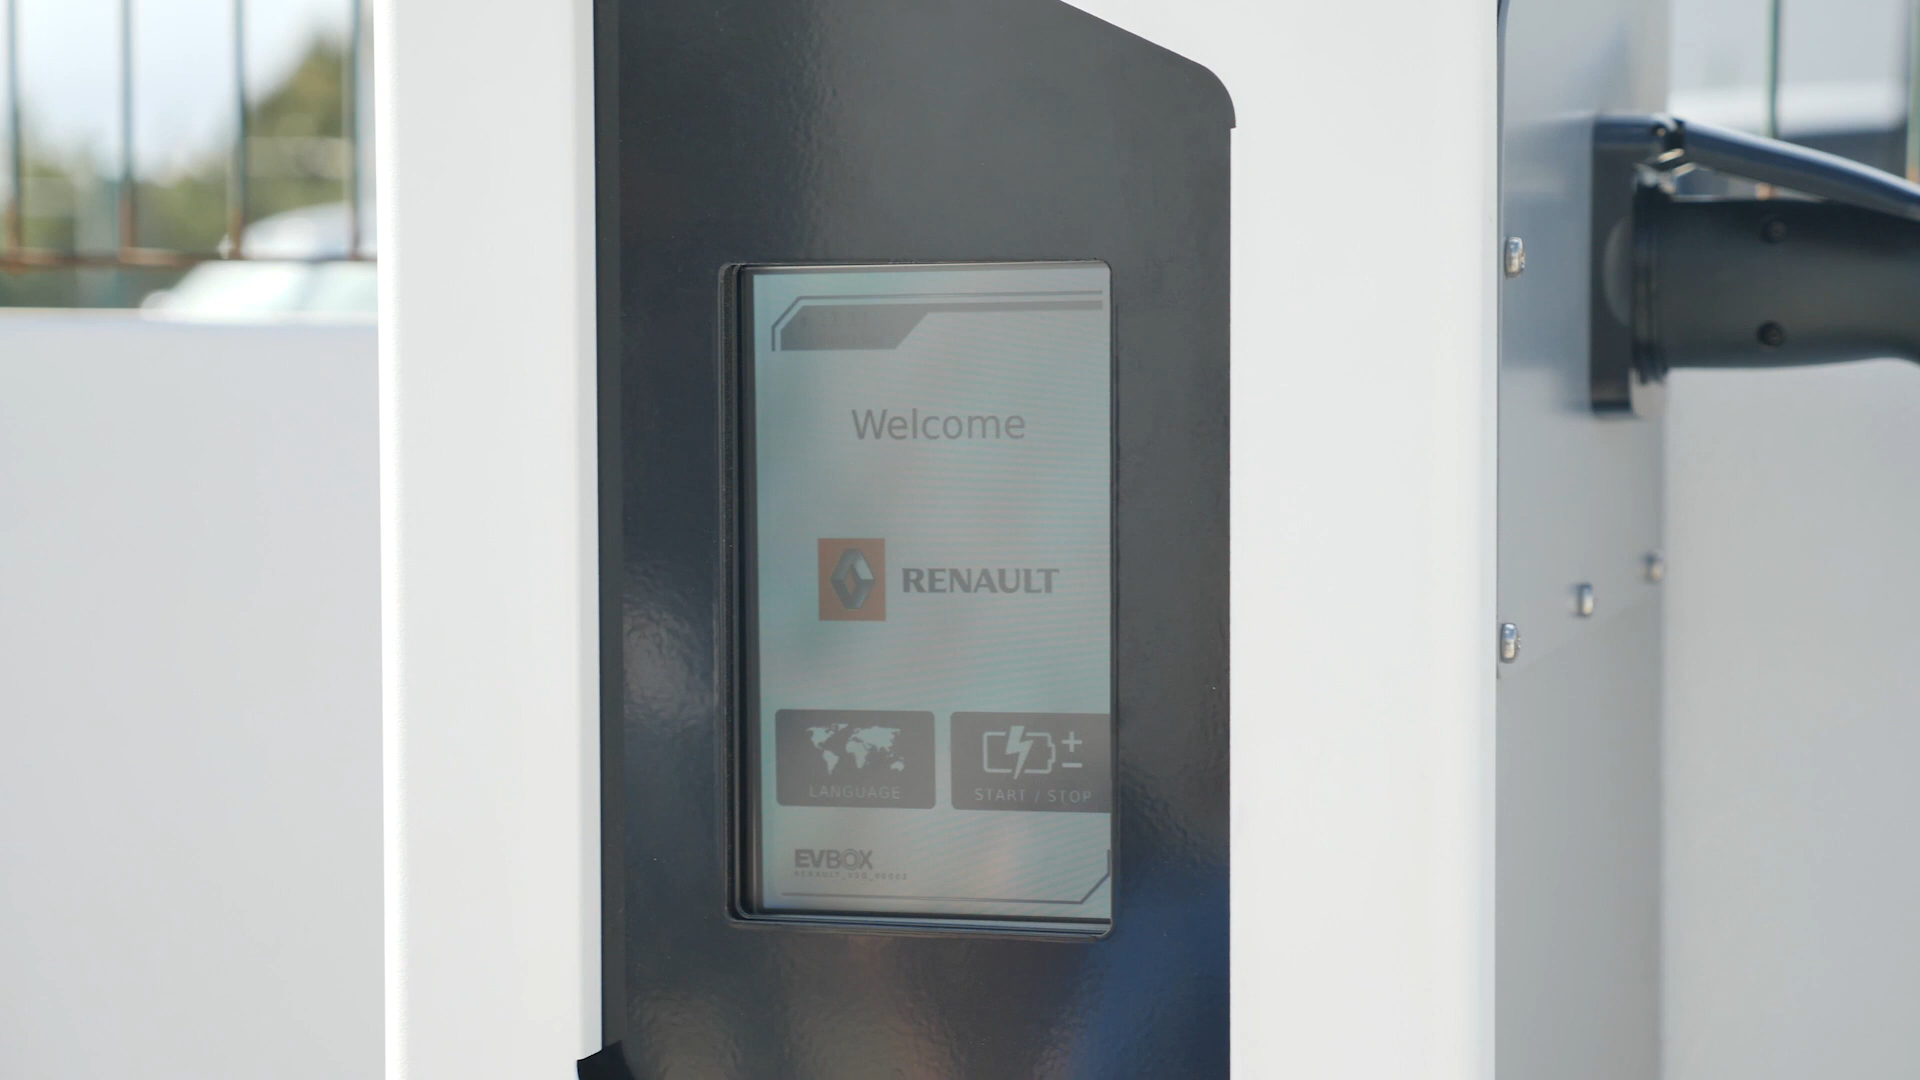 Welcome
RENAULT
LANGUAGE
START / STOP
EVBOX